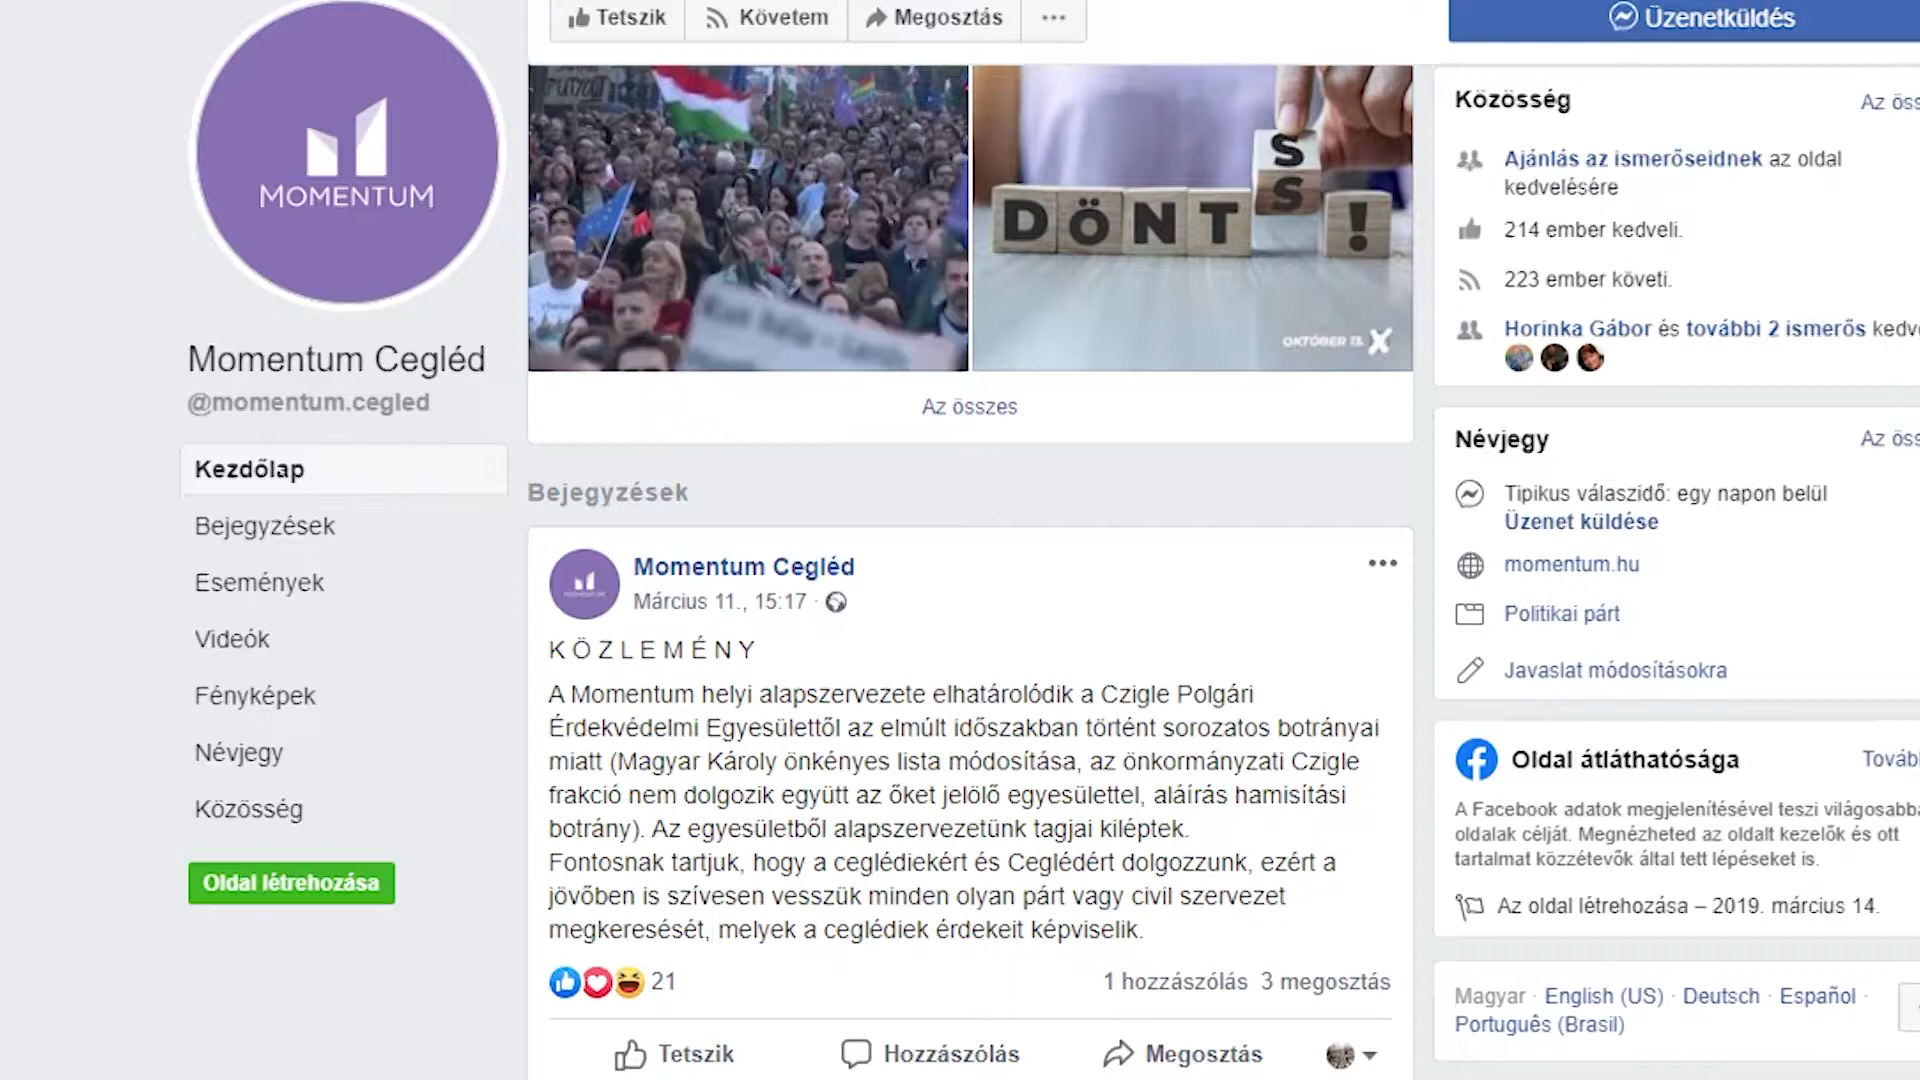 Tetszik
Követem
Megosztás
Üzenetküldés
MOMENTUM
Momentum Cegléd
@momentum.cegled
Kezdőlap
Bejegyzések
Események
Videók
Fényképek
Névjegy
Közösség
Oldal létrehozása
DÖNTS
S
!
OKTÓBER 13. X
Az összes
Bejegyzések
Momentum Cegléd
Március 11., 15:17 ·
K Ö Z L E M É N Y
A Momentum helyi alapszervezete elhatárolódik a Czigle Polgári
Érdekvédelmi Egyesülettől az elmúlt időszakban történt sorozatos botrányai
miatt (Magyar Károly önkényes lista módosítása, az önkormányzati Czigle
frakció nem dolgozik együtt az őket jelölő egyesülettel, aláírás hamisítási
botrány). Az egyesületből alapszervezetünk tagjai kiléptek.
Fontosnak tartjuk, hogy a ceglédiekért és Ceglédért dolgozzunk, ezért a
jövőben is szívesen vesszük minden olyan párt vagy civil szervezet
megkeresését, melyek a ceglédiek érdekeit képviselik.
21
1 hozzászólás 3 megosztás
Tetszik
Hozzászólás
Megosztás
Közösség
Az öss
Ajánlás az ismerőseidnek az oldal
kedvelésére
214 ember kedveli.
223 ember követi.
Horinka Gábor és további 2 ismerős kedv
Névjegy
Az öss
Tipikus válaszidő: egy napon belül
Üzenet küldése
momentum.hu
Politikai párt
Javaslat módosításokra
Oldal átláthatósága
Továb
A Facebook adatok megjelenítésével teszi világosabbá
oldalak célját. Megnézheted az oldalt kezelők és ott
tartalmat közzétevők által tett lépéseket is.
Az oldal létrehozása – 2019. március 14.
Magyar · English (US) · Deutsch · Español ·
Português (Brasil)